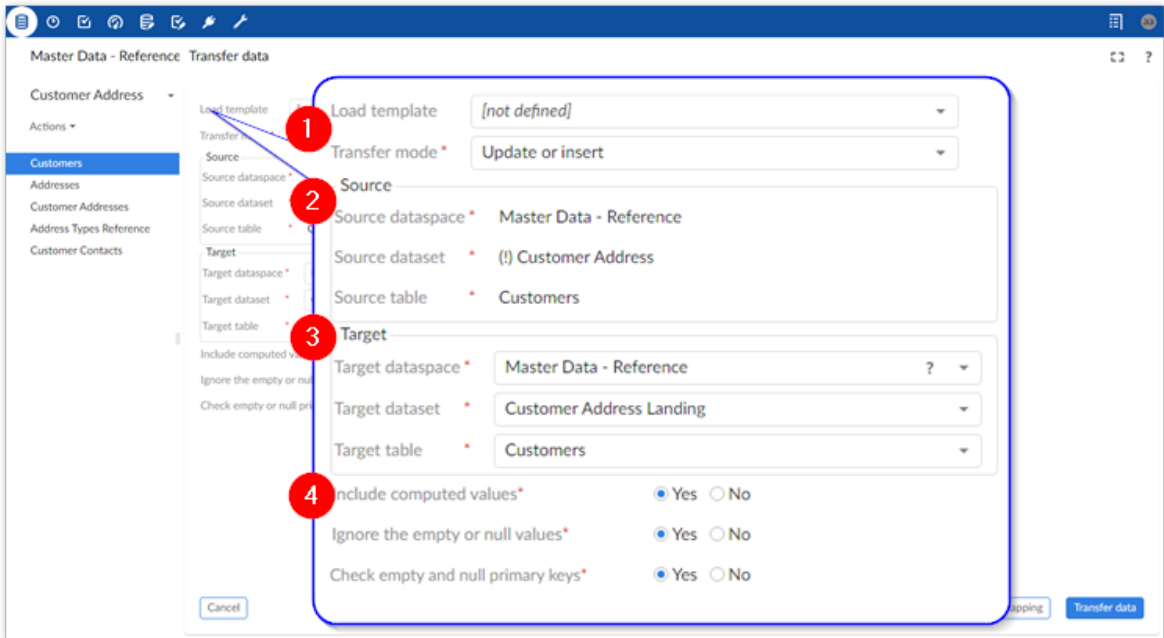 Master Data - Reference Transfer data ?
Customer Address
Actions
Customers
Addresses
Customer Addresses
Address Types Reference
Customer Contacts
Load template
Transfer
Source
Source dataspace *
Source dataset
Source table *
Target
Target dataspace *
Target dataset *
Target table *
Include computed
Ignore the empty or
Check empty or null
1
Load template [not defined]
Transfer mode * Update or insert
2
Source
Source dataspace * Master Data - Reference
Source dataset * (!) Customer Address
Source table * Customers
3
Target
Target dataspace * Master Data - Reference ?
Target dataset * Customer Address Landing
Target table * Customers
4
Include computed values* Yes No
Ignore the empty or null values* Yes No
Check empty and null primary keys* Yes No
Cancel apping Transfer data